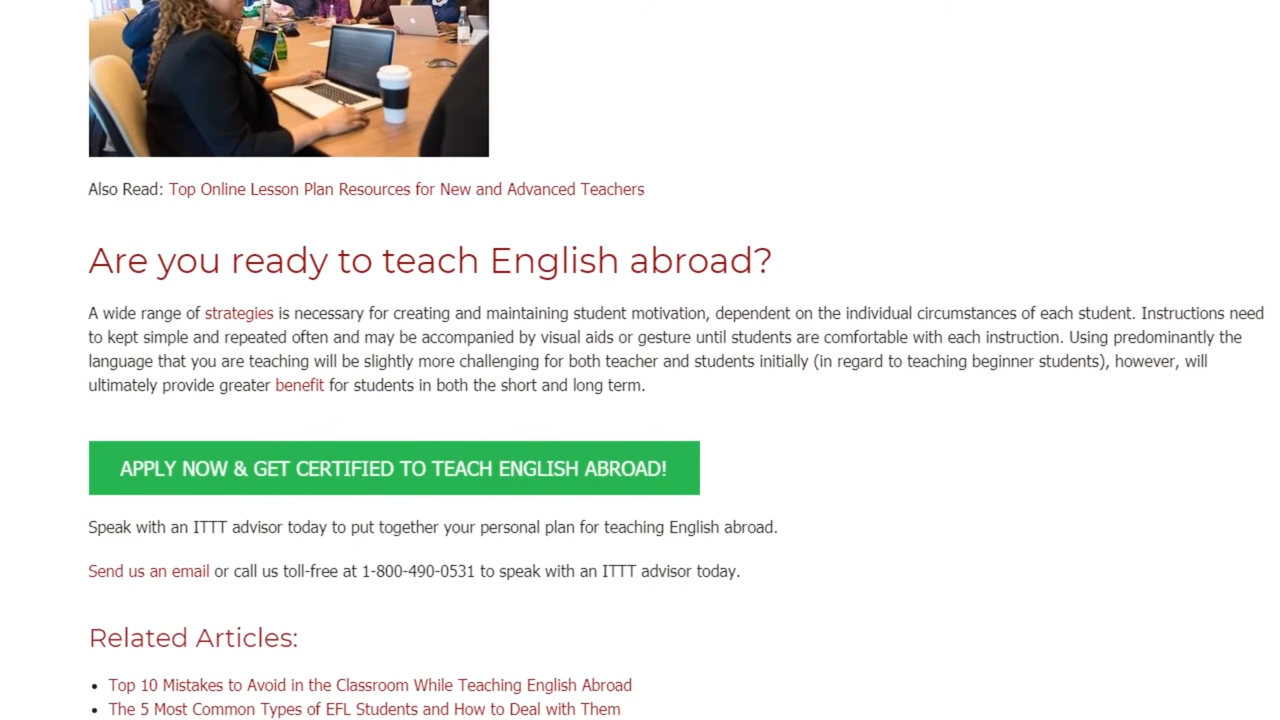 Also Read: Top Online Lesson Plan Resources for New and Advanced Teachers
Are you ready to teach English abroad?
A wide range of strategies is necessary for creating and maintaining student motivation, dependent on the individual circumstances of each student. Instructions need
to kept simple and repeated often and may be accompanied by visual aids or gesture until students are comfortable with each instruction. Using predominantly the
language that you are teaching will be slightly more challenging for both teacher and students initially (in regard to teaching beginner students), however, will
ultimately provide greater benefit for students in both the short and long term.
APPLY NOW & GET CERTIFIED TO TEACH ENGLISH ABROAD!
Speak with an ITTT advisor today to put together your personal plan for teaching English abroad.
Send us an email or call us toll-free at 1-800-490-0531 to speak with an ITTT advisor today.
Related Articles:
• Top 10 Mistakes to Avoid in the Classroom While Teaching English Abroad
• The 5 Most Common Types of EFL Students and How to Deal with Them